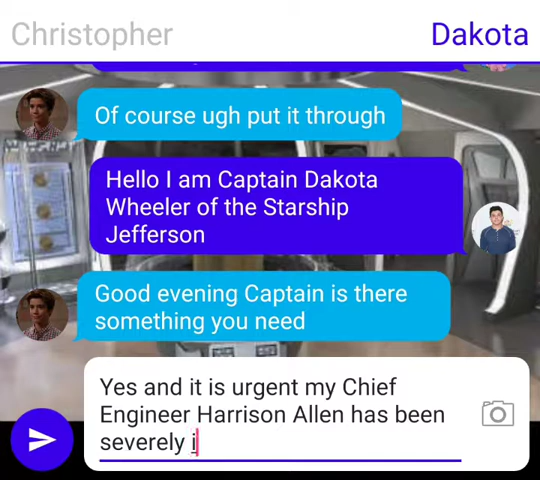 Christopher
Dakota
Of course ugh put it through
Hello I am Captain Dakota
Wheeler of the Starship
Jefferson
Good evening Captain is there
something you need
Yes and it is urgent my Chief
Engineer Harrison Allen has been
severely i